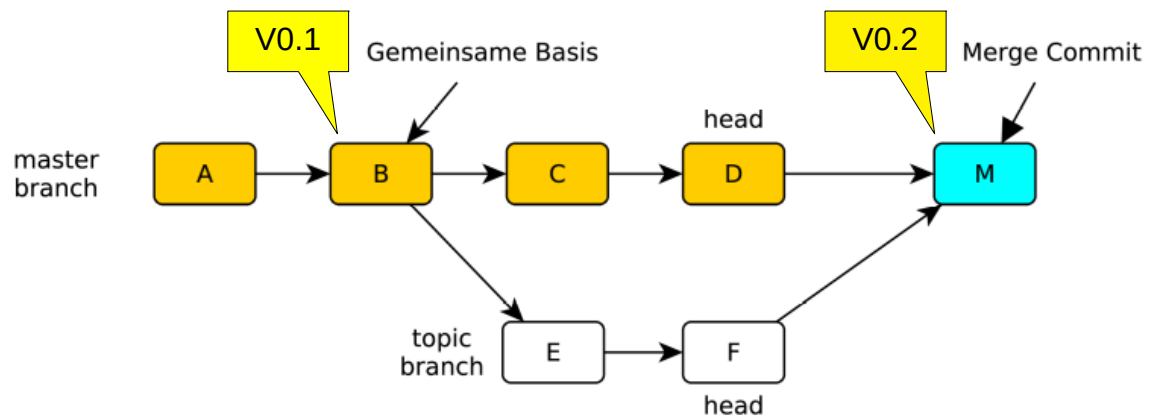 V0.1
Gemeinsame Basis
V0.2
Merge Commit
head
master
branch
A
B
C
D
M
topic
branch
E
F
head